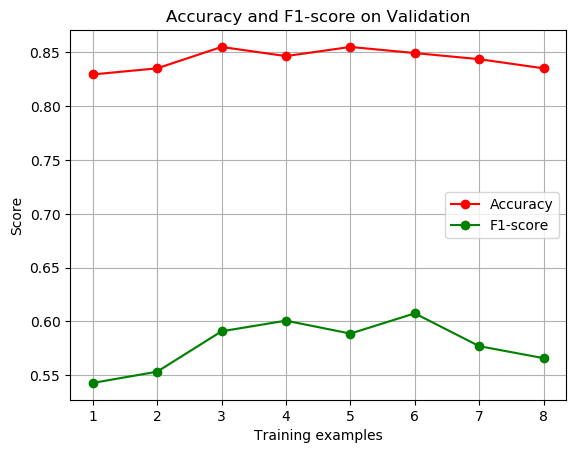 Accuracy and F1-score on Validation
0.85
0.80
0.75
0.70
0.65
0.60
0.55
Score
Accuracy
F1-score
1 2 3 4 5 6 7 8
Training examples